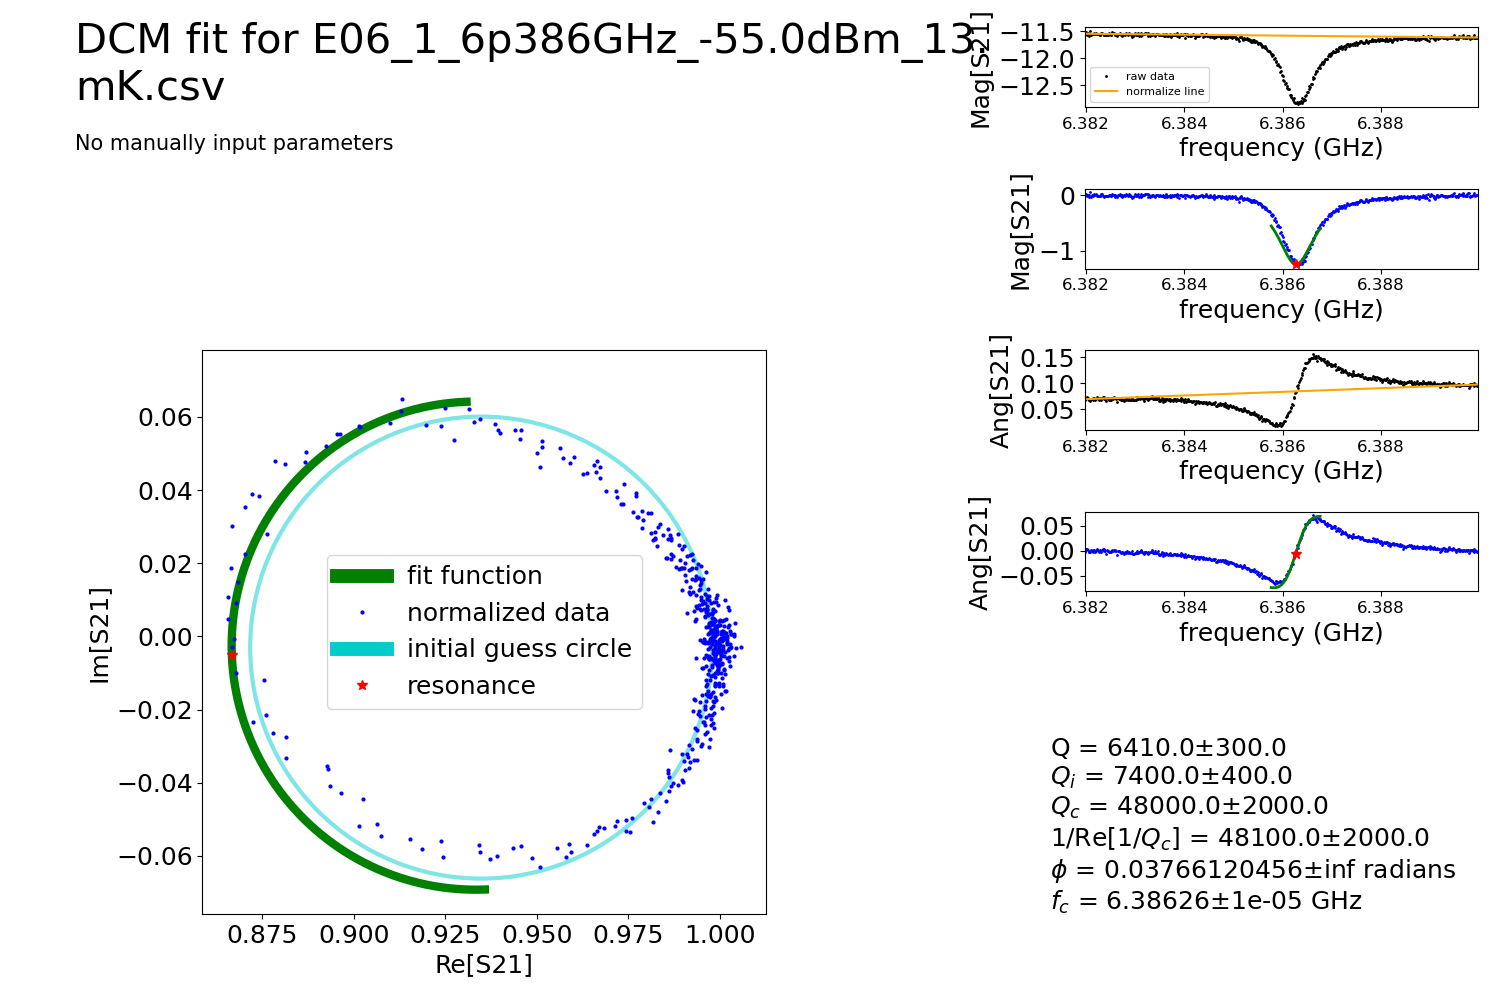 DCM fit for E06_1_6p386GHz_-55.0dBm_13.
mK.csv
No manually input parameters
Mag[S21]
−11.5
−12.0
−12.5
raw data
normalize line
6.382 6.384 6.386 6.388
frequency (GHz)
Mag[S21]
0
−1
6.382 6.384 6.386 6.388
frequency (GHz)
Ang[S21]
0.15
0.10
0.05
6.382 6.384 6.386 6.388
frequency (GHz)
Ang[S21]
0.05
0.00
−0.05
6.382 6.384 6.386 6.388
frequency (GHz)
Im[S21]
0.06
0.04
0.02
0.00
−0.02
−0.04
−0.06
fit function
normalized data
initial guess circle
resonance
0.875 0.900 0.925 0.950 0.975 1.000
Re[S21]
Q = 6410.0±300.0
Q_i = 7400.0±400.0
Q_c = 48000.0±2000.0
1/Re[1/Q_c] = 48100.0±2000.0
ϕ = 0.03766120456±inf radians
f_c = 6.38626±1e-05 GHz